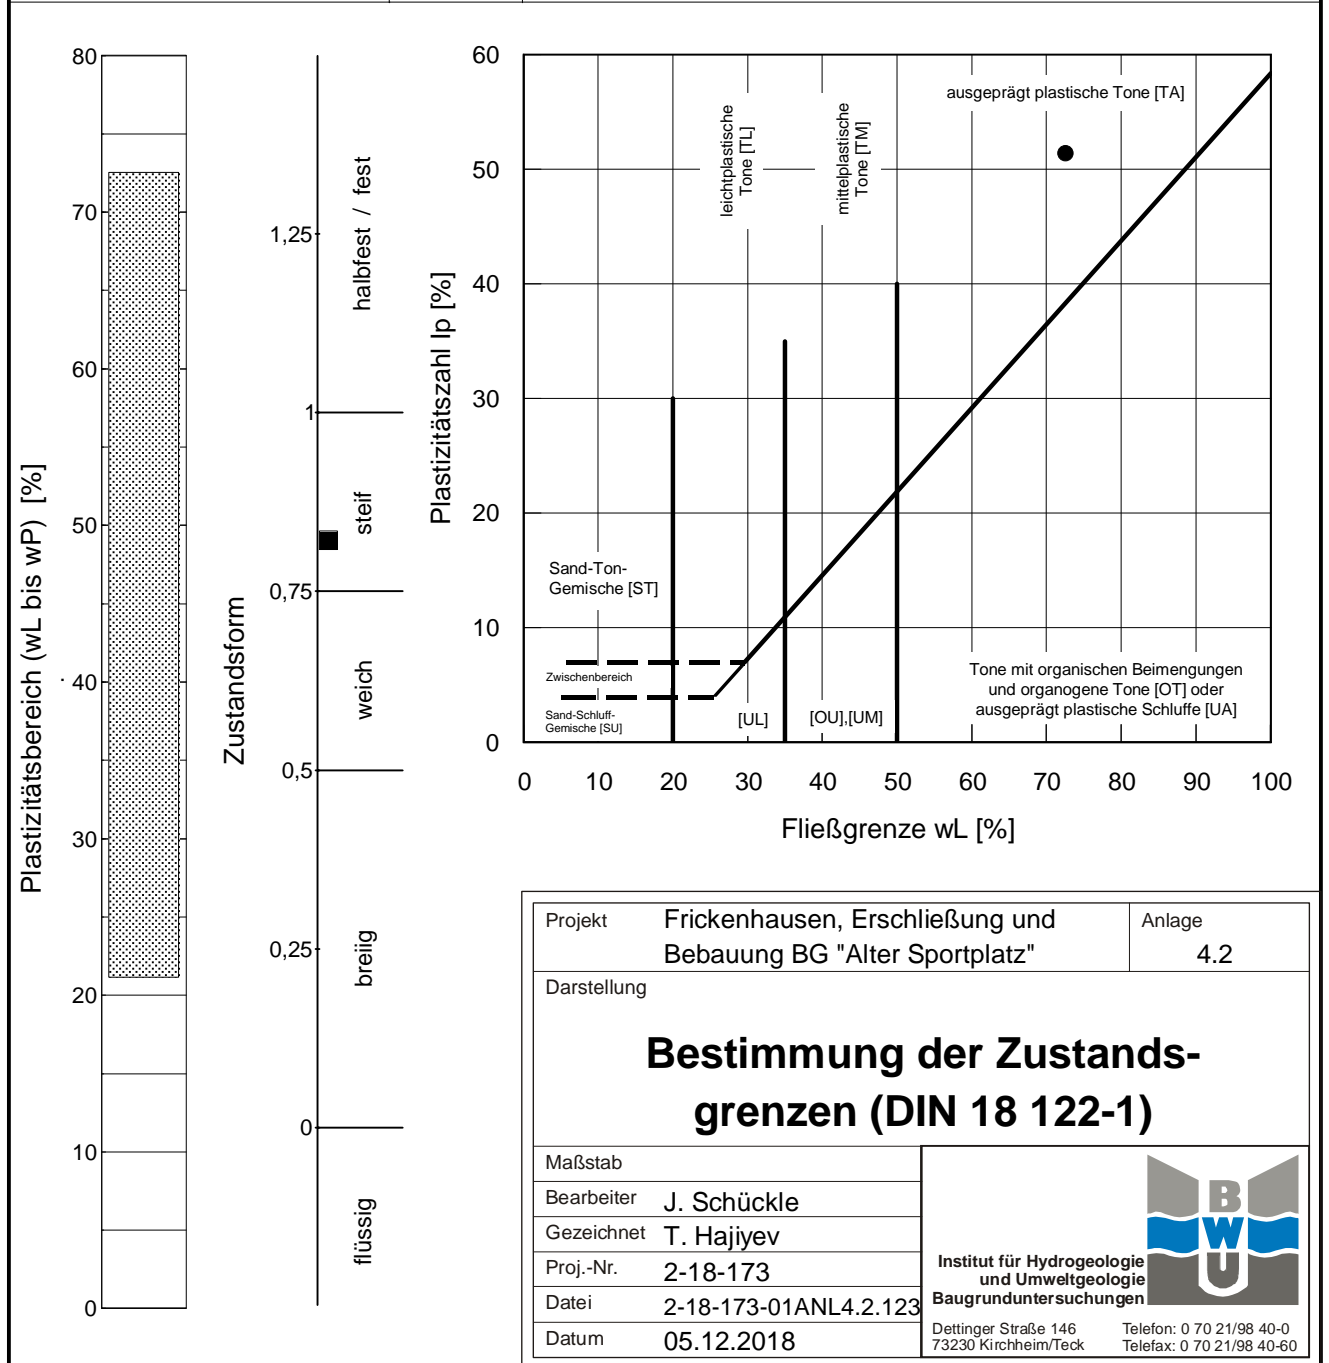 80
70
60
50
40
30
20
10
0
Plastizitätsbereich (wL bis wP) [%]
Zustandsform
1,25
1
0,75
0,5
0,25
0
halbfest / fest
steif
weich
breiig
flüssig
Plastizitätszahl Ip [%]
60
50
40
30
20
10
0
leichtplastische
Tone [TL]
mittelplastische
Tone [TM]
ausgeprägt plastische Tone [TA]
Sand-Ton-
Gemische [ST]
Zwischenbereich
Sand-Schluff-
Gemische [SU]
[UL]
[OU],[UM]
Tone mit organischen Beimengungen
und organogene Tone [OT] oder
ausgeprägt plastische Schluffe [UA]
0 10 20 30 40 50 60 70 80 90 100
Fließgrenze wL [%]
Projekt Frickenhausen, Erschließung und
Bebauung BG "Alter Sportplatz"
Anlage
4.2
Darstellung
Bestimmung der Zustands-
grenzen (DIN 18 122-1)
Maßstab
Bearbeiter J. Schückle
Gezeichnet T. Hajiyev
Proj.-Nr. 2-18-173
Datei 2-18-173-01ANL4.2.123
Datum 05.12.2018
BWU
Institut für Hydrogeologie
und Umweltgeologie
Baugrunduntersuchungen
Dettinger Straße 146 Telefon: 0 70 21/98 40-0
73230 Kirchheim/Teck Telefax: 0 70 21/98 40-60